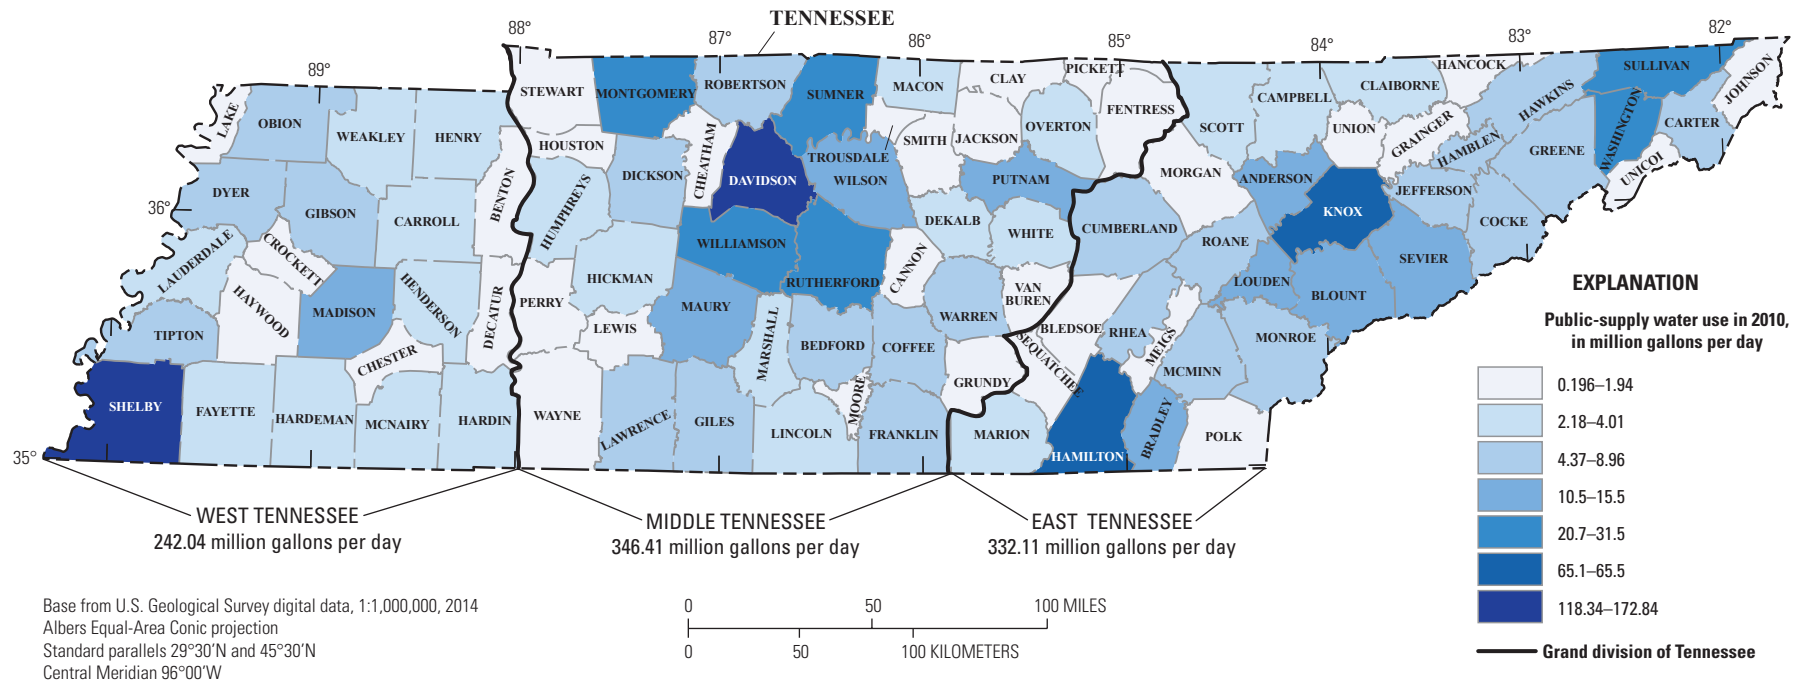 TENNESSEE
88°
87°
86°
85°
84°
83°
82°
89°
36°
35°
LAKE
OBION
WEAKLEY
HENRY
STEWART
MONTGOMERY
ROBERTSON
SUMNER
MACON
CLAY
PICKETT
FENTRESS
SCOTT
CAMPBELL
CLAIBORNE
HANCOCK
HAWKINS
SULLIVAN
JOHNSON
HOUSTON
CHEATHAM
TROUSDALE
SMITH
JACKSON
OVERTON
MORGAN
UNION
GRAINGER
HAMBLEN
GREENE
WASHINGTON
CARTER
UNICOI
DYER
GIBSON
CARROLL
BENTON
HUMPHREYS
DICKSON
DAVIDSON
WILSON
PUTNAM
ANDERSON
KNOX
JEFFERSON
COCKE
LAUDERDALE
CROCKETT
HAYWOOD
MADISON
HENDERSON
DECATUR
PERRY
HICKMAN
WILLIAMSON
RUTHERFORD
CANNON
DEKALB
WHITE
CUMBERLAND
ROANE
LOUDEN
BLOUNT
SEVIER
TIPTON
CHESTER
LEWIS
MAURY
MARSHALL
BEDFORD
COFFEE
WARREN
VAN
BUREN
BLEDSOE
RHEA
MEIGS
MCMINN
MONROE
SEQUATCHEE
SHELBY
FAYETTE
HARDEMAN
MCNAIRY
HARDIN
WAYNE
LAWRENCE
GILES
LINCOLN
MOORE
FRANKLIN
GRUNDY
MARION
HAMILTON
BRADLEY
POLK
WEST TENNESSEE
242.04 million gallons per day
MIDDLE TENNESSEE
346.41 million gallons per day
EAST TENNESSEE
332.11 million gallons per day
EXPLANATION
Public-supply water use in 2010,
in million gallons per day
0.196–1.94
2.18–4.01
4.37–8.96
10.5–15.5
20.7–31.5
65.1–65.5
118.34–172.84
Grand division of Tennessee
Base from U.S. Geological Survey digital data, 1:1,000,000, 2014
Albers Equal-Area Conic projection
Standard parallels 29°30'N and 45°30'N
Central Meridian 96°00'W
0 50 100 MILES
0 50 100 KILOMETERS